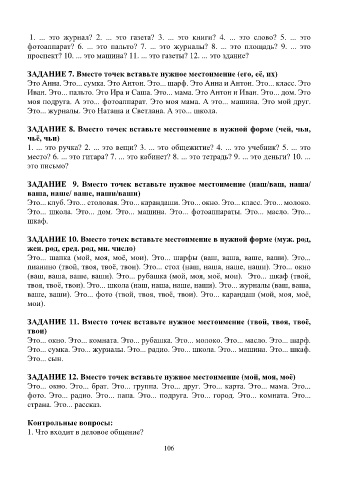 1. ... это журнал? 2. ... это газета? 3. ... это книги? 4. ... это слово? 5. ... это
фотоаппарат? 6. ... это пальто? 7. ... это журналы? 8. ... это площадь? 9. ... это
проспект? 10. ... это машины? 11. ... это газеты? 12. ... это здание?
ЗАДАНИЕ 7. Вместо точек вставьте нужное местоимение (его, её, их)
Это Анна. Это... сумка. Это Антон. Это... шарф. Это Анна и Антон. Это... класс. Это
Иван. Это... пальто. Это Ира и Саша. Это... мама. Это Антон и Иван. Это... дом. Это
моя подруга. А это... фотоаппарат. Это моя мама. А это... машина. Это мой друг.
Это... журналы. Это Наташа и Светлана. А это... школа.
ЗАДАНИЕ 8. Вместо точек вставьте местоимение в нужной форме (чей, чья,
чьё, чьи)
1. ... это ручка? 2. ... это вещи? 3. ... это общежитие? 4. ... это учебник? 5. ... это
место? 6. ... это гитара? 7. ... это кабинет? 8. ... это тетрадь? 9. ... это деньги? 10. ...
это письмо?
ЗАДАНИЕ 9. Вместо точек вставьте нужное местоимение (наш/ваш, наша/
ваша, наше/ ваше, наши/ваши)
Это... клуб. Это... столовая. Это... карандаши. Это... окно. Это... класс. Это... молоко.
Это... школа. Это... дом. Это... машина. Это... фотоаппараты. Это... масло. Это...
шкаф.
ЗАДАНИЕ 10. Вместо точек вставьте местоимение в нужной форме (муж. род,
жен. род, сред. род, мн. число)
Это... шапка (мой, моя, моё, мои). Это... шарфы (ваш, ваша, ваше, ваши). Это...
пианино (твой, твоя, твоё, твои). Это... стол (наш, наша, наше, наши). Это... окно
(ваш, ваша, ваше, ваши). Это... рубашка (мой, моя, моё, мои). Это... шкаф (твой,
твоя, твоё, твои). Это... школа (наш, наша, наше, наши). Это... журналы (ваш, ваша,
ваше, ваши). Это... фото (твой, твоя, твоё, твои). Это... карандаш (мой, моя, моё,
мои).
ЗАДАНИЕ 11. Вместо точек вставьте нужное местоимение (твой, твоя, твоё,
твои)
Это... окно. Это... комната. Это... рубашка. Это... молоко. Это... масло. Это... шарф.
Это... сумка. Это... журналы. Это... радио. Это... школа. Это... машина. Это... шкаф.
Это... сын.
ЗАДАНИЕ 12. Вместо точек вставьте нужное местоимение (мой, моя, моё)
Это... окно. Это... брат. Это... группа. Это... друг. Это... карта. Это... мама. Это...
фото. Это... радио. Это... папа. Это... подруга. Это... город. Это... комната. Это...
страна. Это... рассказ.
Контрольные вопросы:
1. Что входит в деловое общение?
106